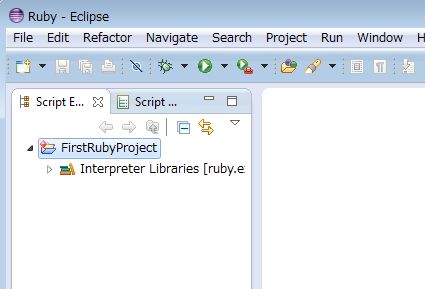 Ruby - Eclipse
File Edit Refactor Navigate Search Project Run Window H
Script E... Script ...
FirstRubyProject
Interpreter Libraries [ruby.e